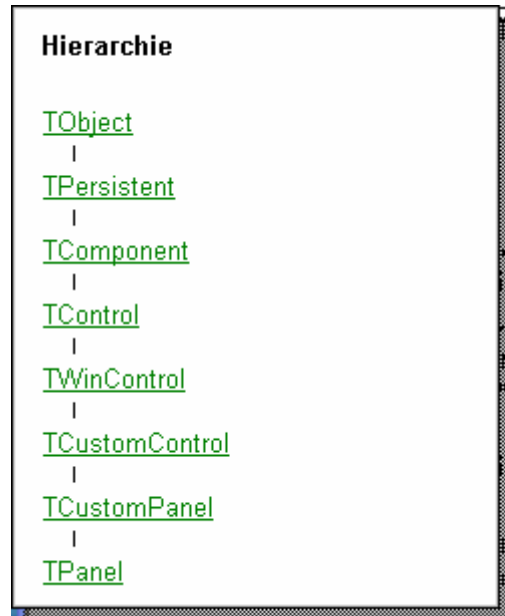 Hierarchie
TObject
|
TPersistent
|
TComponent
|
TControl
|
TWinControl
|
TCustomControl
|
TCustomPanel
|
TPanel